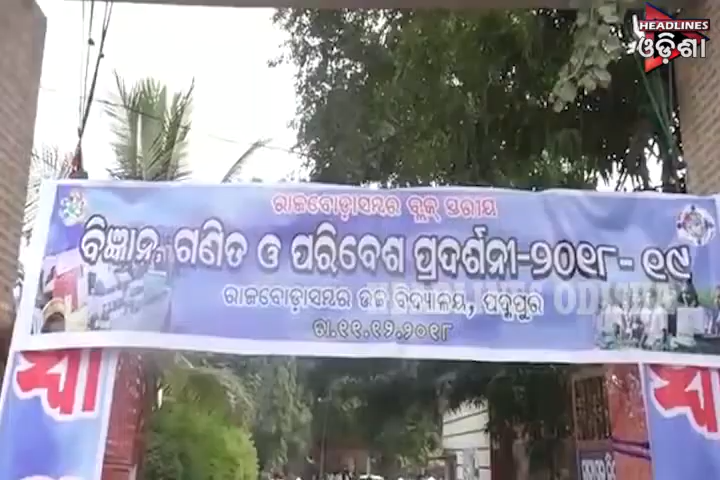 HEADLINES
ଓଡ଼ିଶା
ରାଜବୋଡ଼ାସମ୍ବର ବ୍ଲକ୍ ସ୍ତରୀୟ
ବିଜ୍ଞାନ, ଗଣିତ ଓ ପରିବେଶ ପ୍ରଦର୍ଶନୀ-୨୦୧୮-୧୯
ରାଜବୋଡ଼ାସମ୍ବର ଉଚ୍ଚ ବିଦ୍ୟାଳୟ, ପଦ୍ମପୁର
ତା.୧୧.୧୨.୨୦୧୮
ସ୍ୱା
ସ୍ୱା